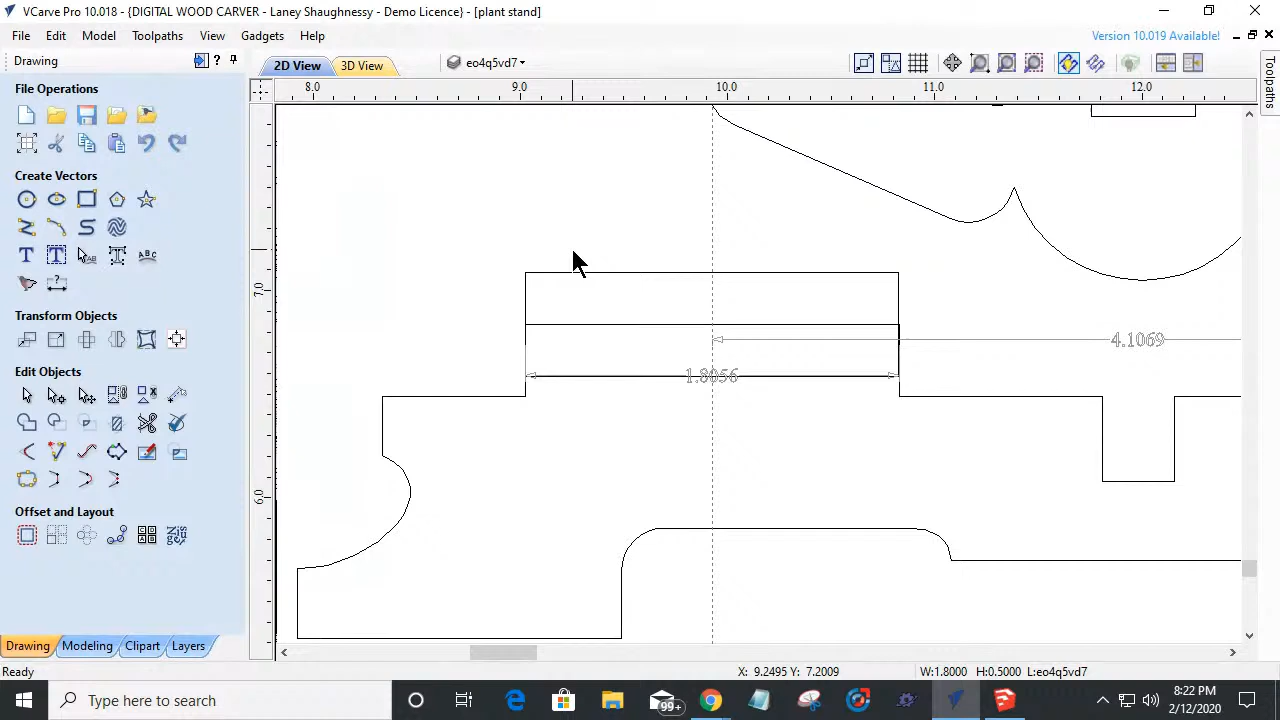 VCarve Pro 10.018 - {DIGITAL WOOD CARVER - Laney Shaughnessy - Demo Licence} - [plant stand]
File Edit Model Toolpaths View Gadgets Help Version 10.019 Available!
Drawing ?
2D View 3D View eo4q5vd7
File Operations
8.0 9.0 10.0 11.0 12.0
Create Vectors
T T T ABC
7.0
Transform Objects
4.1069
1.8056
Edit Objects
6.0
Offset and Layout
Drawing Modeling Clipart Layers
Ready X: 9.2495 Y: 7.2009 W:1.8000 H:0.5000 L:eo4q5vd7
Type here to search 99+ 8:22 PM
2/12/2020
Toolpaths